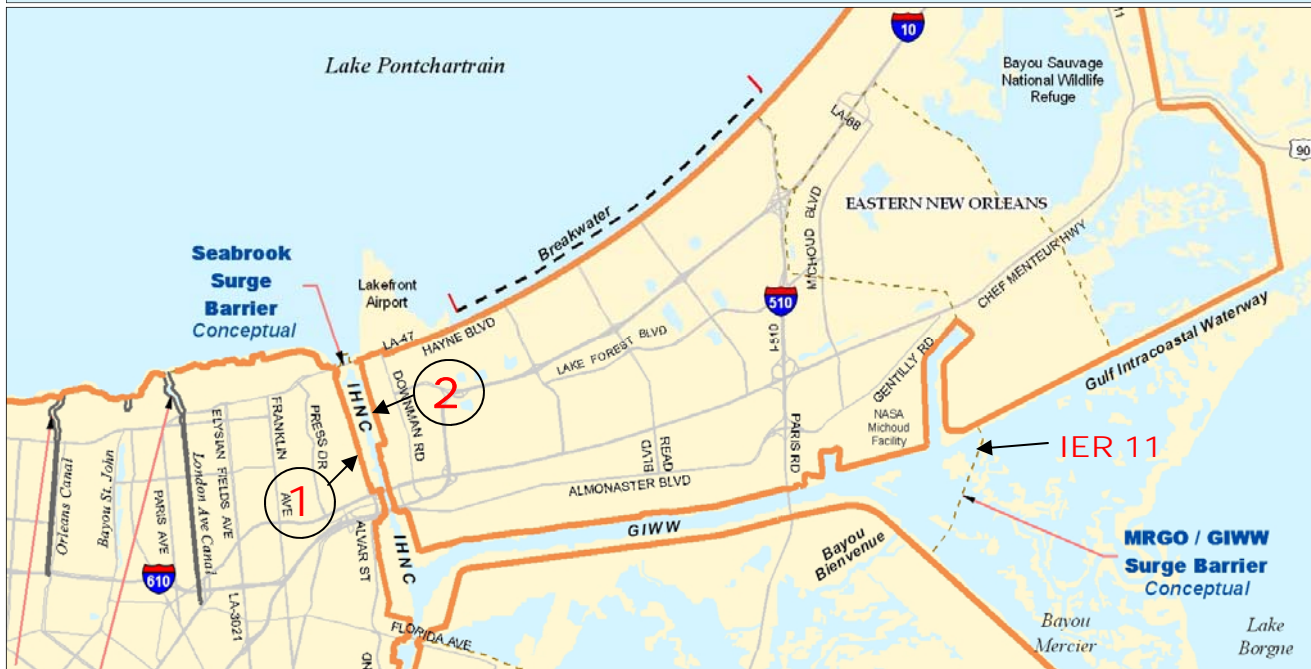 Lake Pontchartrain
10
Bayou Sauvage
National Wildlife
Refuge
11
LA-68
90
Breakwater
MICHOUD BLVD
EASTERN NEW ORLEANS
Seabrook
Surge
Barrier
Conceptual
Lakefront
Airport
CHEF MENTEUR HWY
510
I-510
LA-47
HAYNE BLVD
LAKE FOREST BLVD
Gulf Intracoastal Waterway
IHNC
2
DOWNMAN RD
GENTILLY RD
NASA
Michoud
Facility
Orleans Canal
Bayou St. John
PARIS AVE
London Ave Canal
ELYSIAN FIELDS AVE
FRANKLIN
AVE
PRESS DR
1
READ
BLVD
PARIS RD
IER 11
ALMONASTER BLVD
GIWW
ALVAR ST
IHNC
Bayou
Bienvenue
MRGO / GIWW
Surge Barrier
Conceptual
610
LA-3021
FLORIDA AVE
Bayou
Mercier
Lake
Borgne